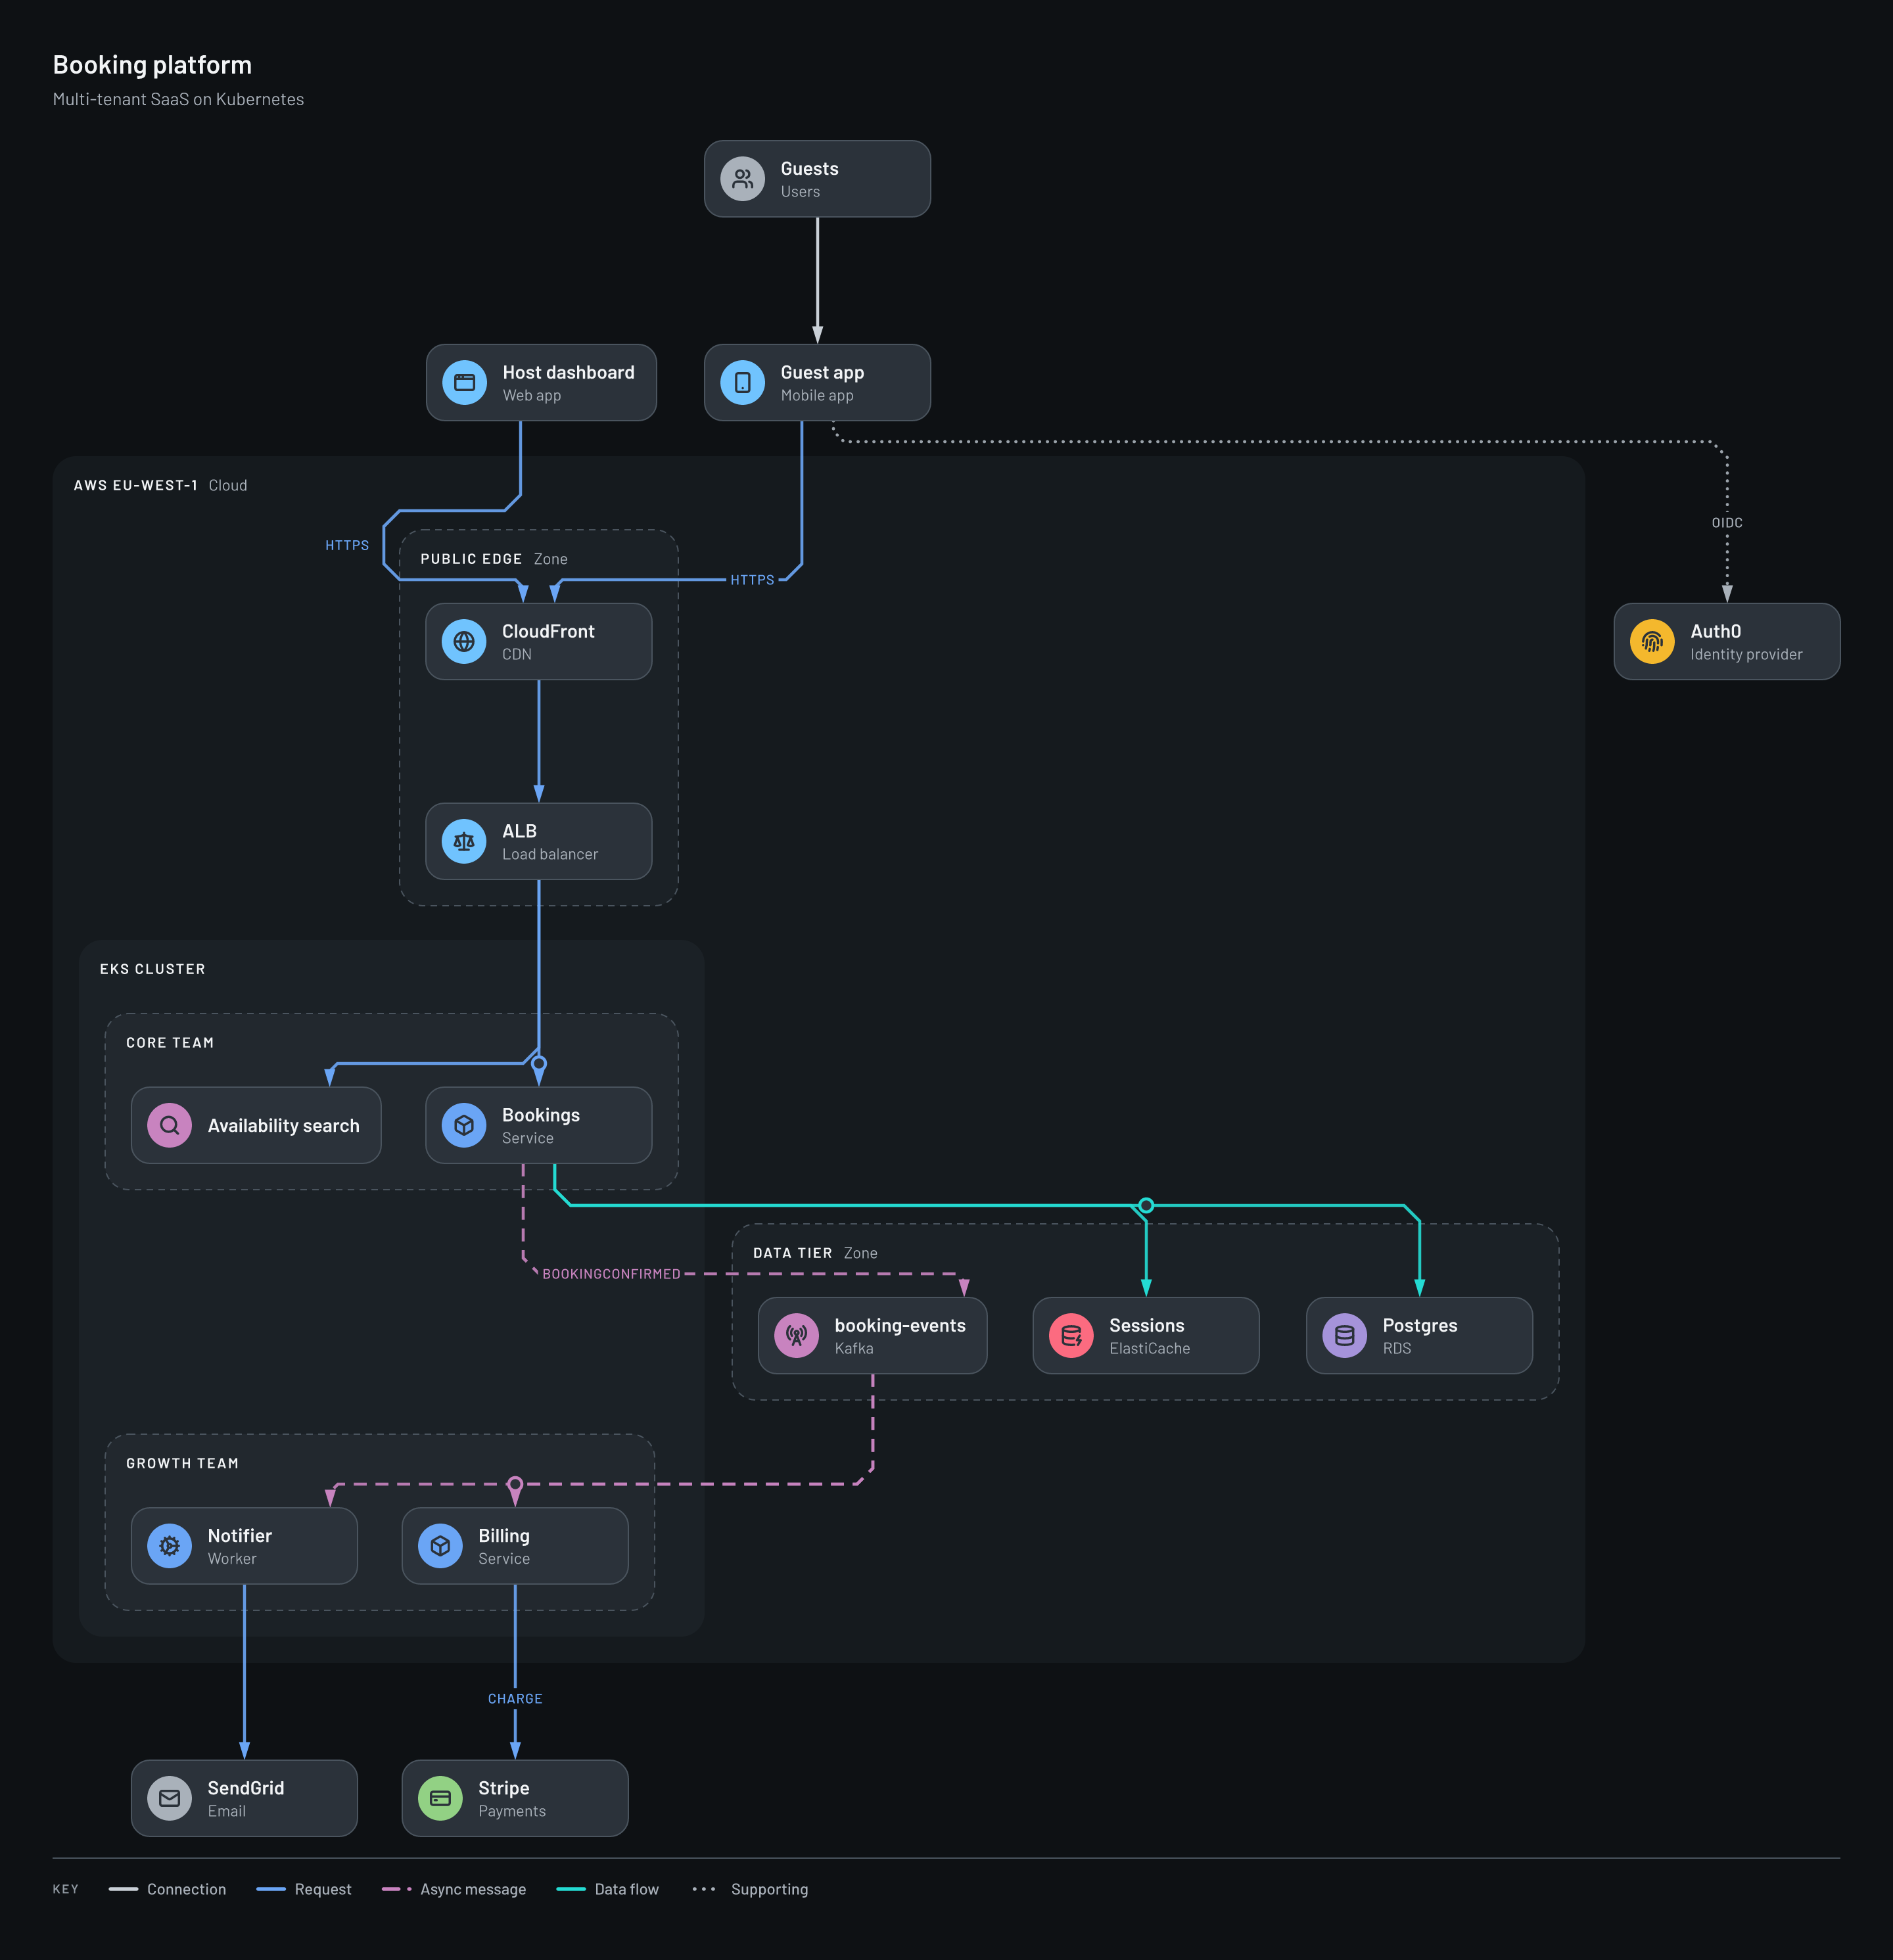 Booking platform
Multi-tenant SaaS on Kubernetes
Guests
Users
Host dashboard
Web app
Guest app
Mobile app
AWS EU-WEST-1 Cloud
OIDC
HTTPS
PUBLIC EDGE Zone
HTTPS
CloudFront
CDN
Auth0
Identity provider
ALB
Load balancer
EKS CLUSTER
CORE TEAM
Availability search
Bookings
Service
DATA TIER Zone
BOOKINGCONFIRMED
booking-events
Kafka
Sessions
ElastiCache
Postgres
RDS
GROWTH TEAM
Notifier
Worker
Billing
Service
CHARGE
SendGrid
Email
Stripe
Payments
KEY Connection Request Async message Data flow Supporting